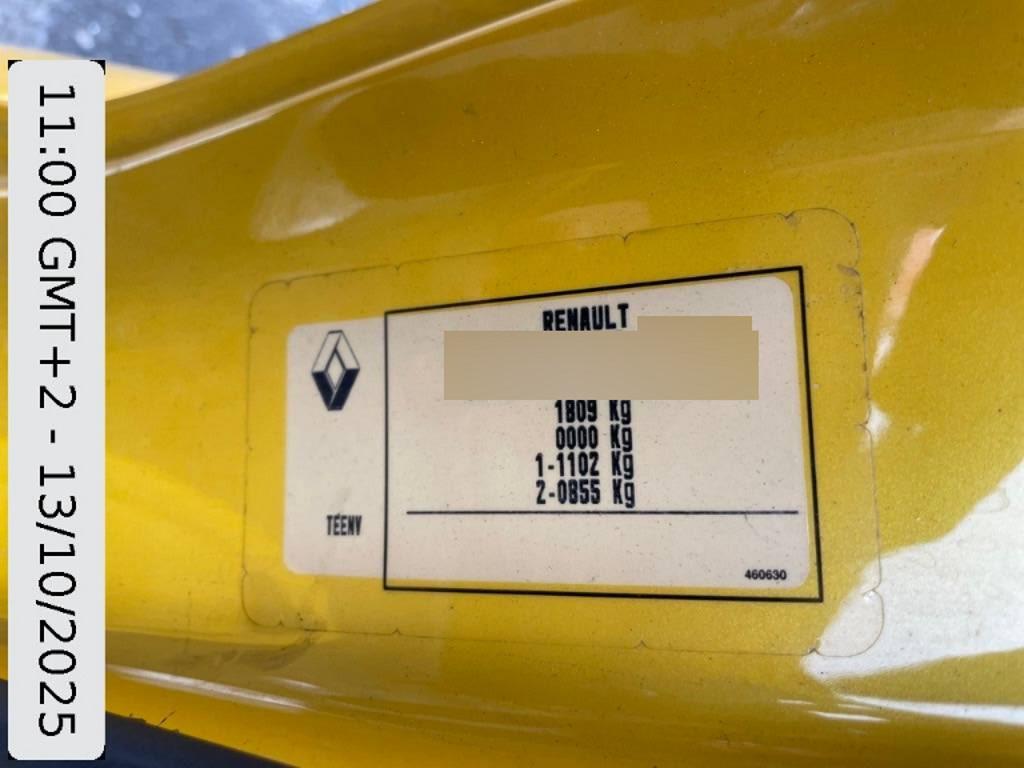 11:00 GMT+2 - 13/10/2025
RENAULT
1809 Kg
0000 Kg
1-1102 Kg
2-0855 Kg
TEENV
460630